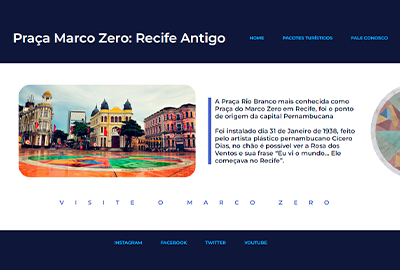 Praça Marco Zero: Recife Antigo
HOME
PACOTES TURÍSTICOS
FALE CONOSCO
A Praça Rio Branco mais conhecida como
Praça do Marco Zero em Recife, foi o ponto
de origem da capital Pernambucana
Foi instalado dia 31 de Janeiro de 1938, feito
pelo artista plástico pernambucano Cicero
Dias, no chão é possível ver a Rosa dos
Ventos e sua frase "Eu vi o mundo... Ele
começava no Recife".
VISITE O MARCO ZERO
INSTAGRAM
FACEBOOK
TWITTER
YOUTUBE